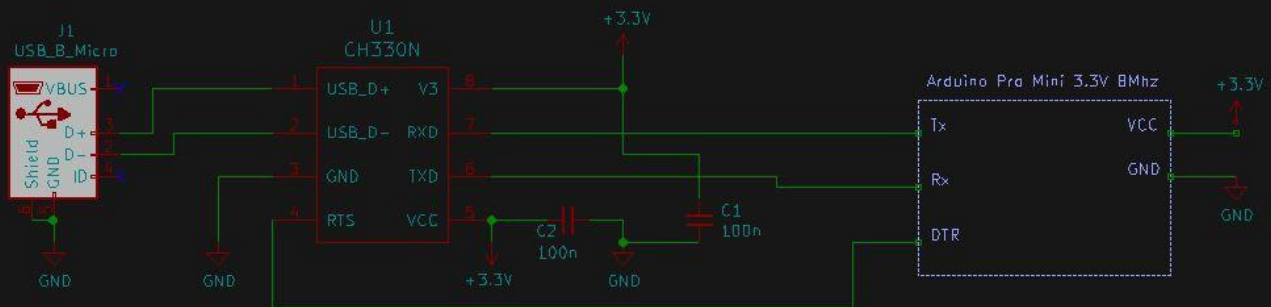 J1
USB_B_Micro
VBUS
1
D+
3
D-
2
ID
4
Shield
GND
6
5
GND
U1
CH330N
1
USB_D+
V3
8
2
USB_D-
RXD
7
3
GND
TXD
6
4
RTS
VCC
5
GND
+3.3V
+3.3V
C2
100n
GND
C1
100n
Arduino Pro Mini 3.3V 8Mhz
Tx
VCC
Rx
GND
DTR
+3.3V
GND